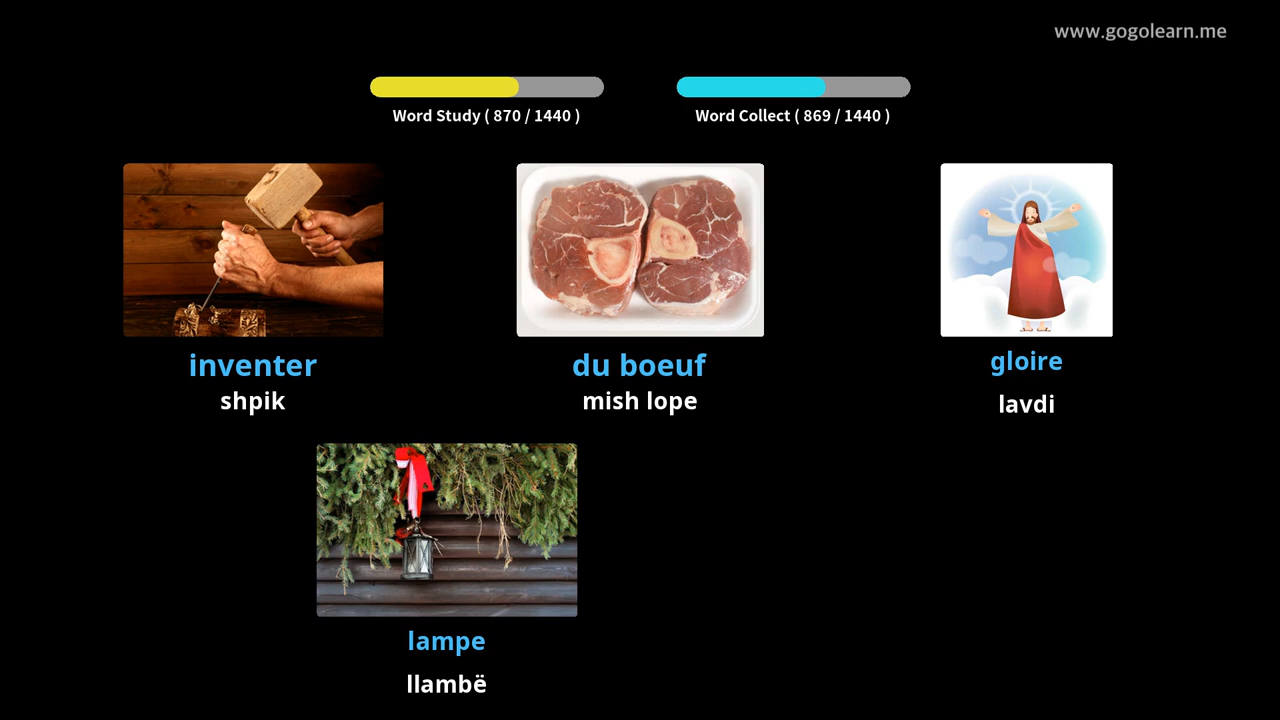 www.gogolearn.me
Word Study ( 870 / 1440 )
Word Collect ( 869 / 1440 )
inventer
shpik
du boeuf
mish lope
gloire
lavdi
lampe
llambë